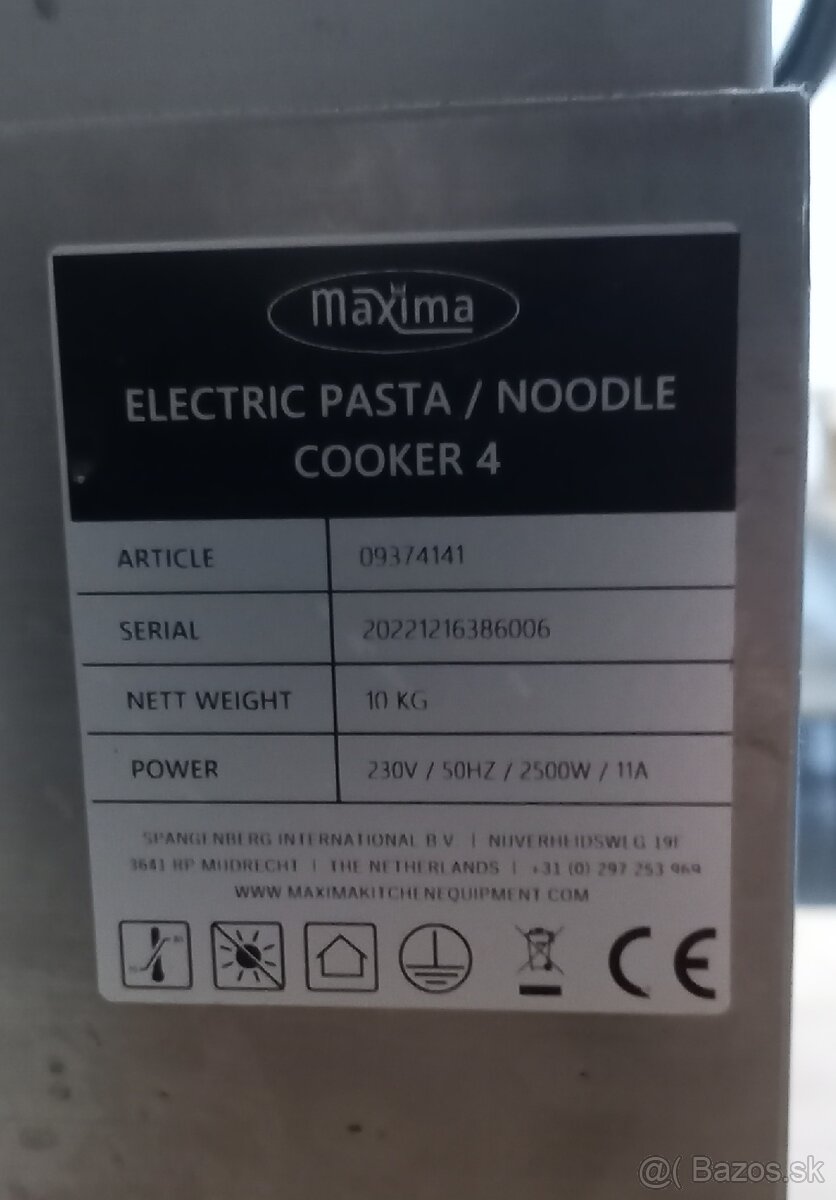 maxima
ELECTRIC PASTA / NOODLE
COOKER 4
ARTICLE 09374141
SERIAL 20221216386006
NETT WEIGHT 10 KG
POWER 230V / 50HZ / 2500W / 11A
SPANGENBERG INTERNATIONAL B.V. | NIJVERHEIDSWEG 19F
3641 RP MIJDRECHT | THE NETHERLANDS | +31 (0) 297 253 969
WWW.MAXIMAKITCHENEQUIPMENT.COM
CE
@( Bazos.sk